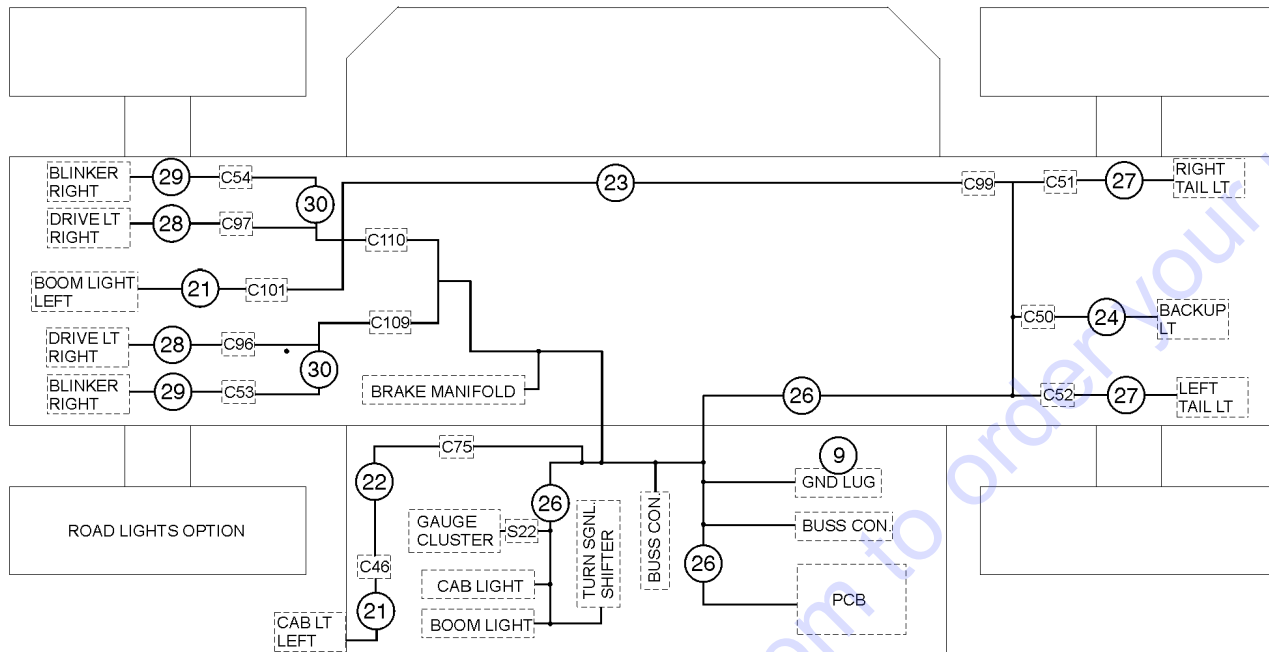 BLINKER
RIGHT
29
C54
30
DRIVE LT
RIGHT
28
C97
C110
BOOM LIGHT
LEFT
21
C101
C109
DRIVE LT
RIGHT
28
C96
30
BLINKER
RIGHT
29
C53
BRAKE MANIFOLD
23
C99
C51
27
RIGHT
TAIL LT
C50
24
BACKUP
LT
26
C52
27
LEFT
TAIL LT
C75
22
26
GAUGE
CLUSTER
S22
CAB LIGHT
BOOM LIGHT
TURN SGNL.
SHIFTER
BUSS CON.
9
GND LUG
BUSS CON.
26
PCB
C46
21
CAB LT
LEFT
ROAD LIGHTS OPTION
om to order your